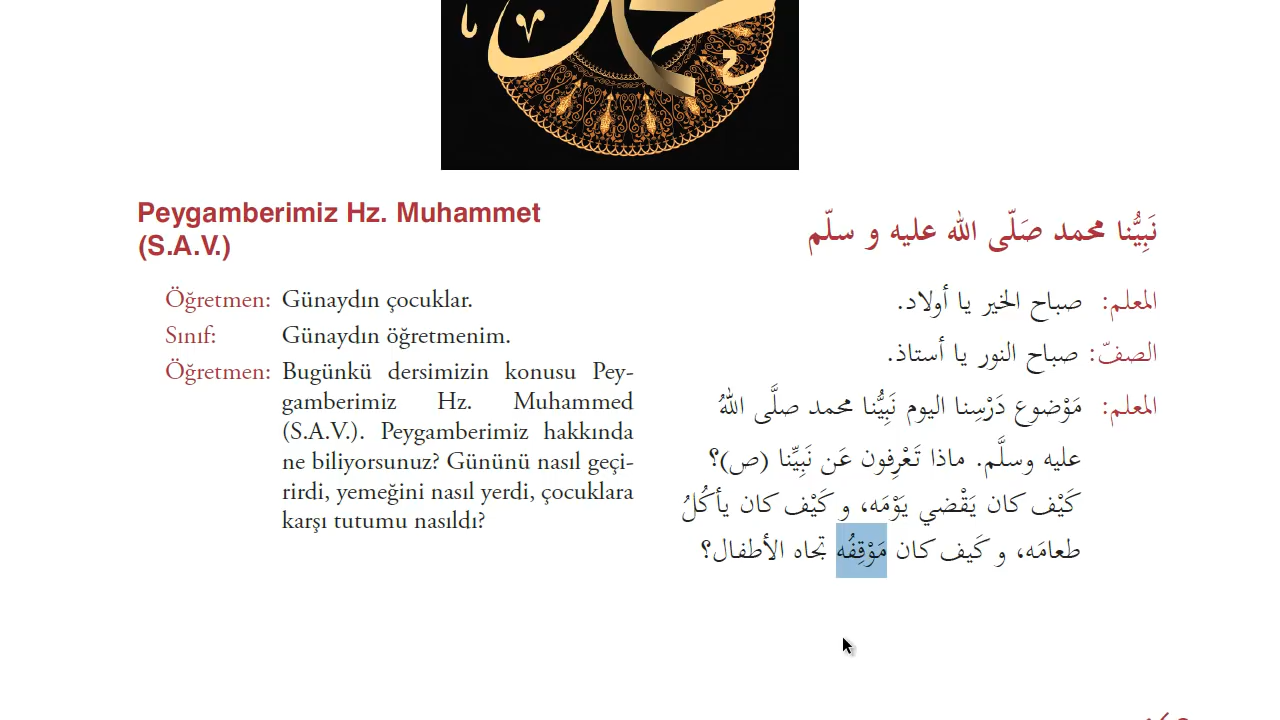 Peygamberimiz Hz. Muhammet
(S.A.V.)
Öğretmen: Günaydın çocuklar.
Sınıf: Günaydın öğretmenim.
Öğretmen: Bugünkü dersimizin konusu Pey-
gamberimiz Hz. Muhammed
(S.A.V.). Peygamberimiz hakkında
ne biliyorsunuz? Gününü nasıl geçi-
rirdi, yemeğini nasıl yerdi, çocuklara
karşı tutumu nasıldı?
نَبِيُّنا محمد صَلّى الله عليه و سلّم
المعلم: صباح الخير يا أولاد.
الصفّ: صباح النور يا أستاذ.
المعلم: مَوْضوع دَرْسِنا اليوم نَبِيُّنا محمد صلَّى اللهُ
عليه وسلَّم. ماذا تَعْرِفون عَن نَبِيِّنا (ص)؟
كَيْف كان يَقْضي يَوْمَه، و كَيْف كان يأكُلُ
طعامَه، و كَيف كان مَوْقِفُه تجاه الأطفال؟